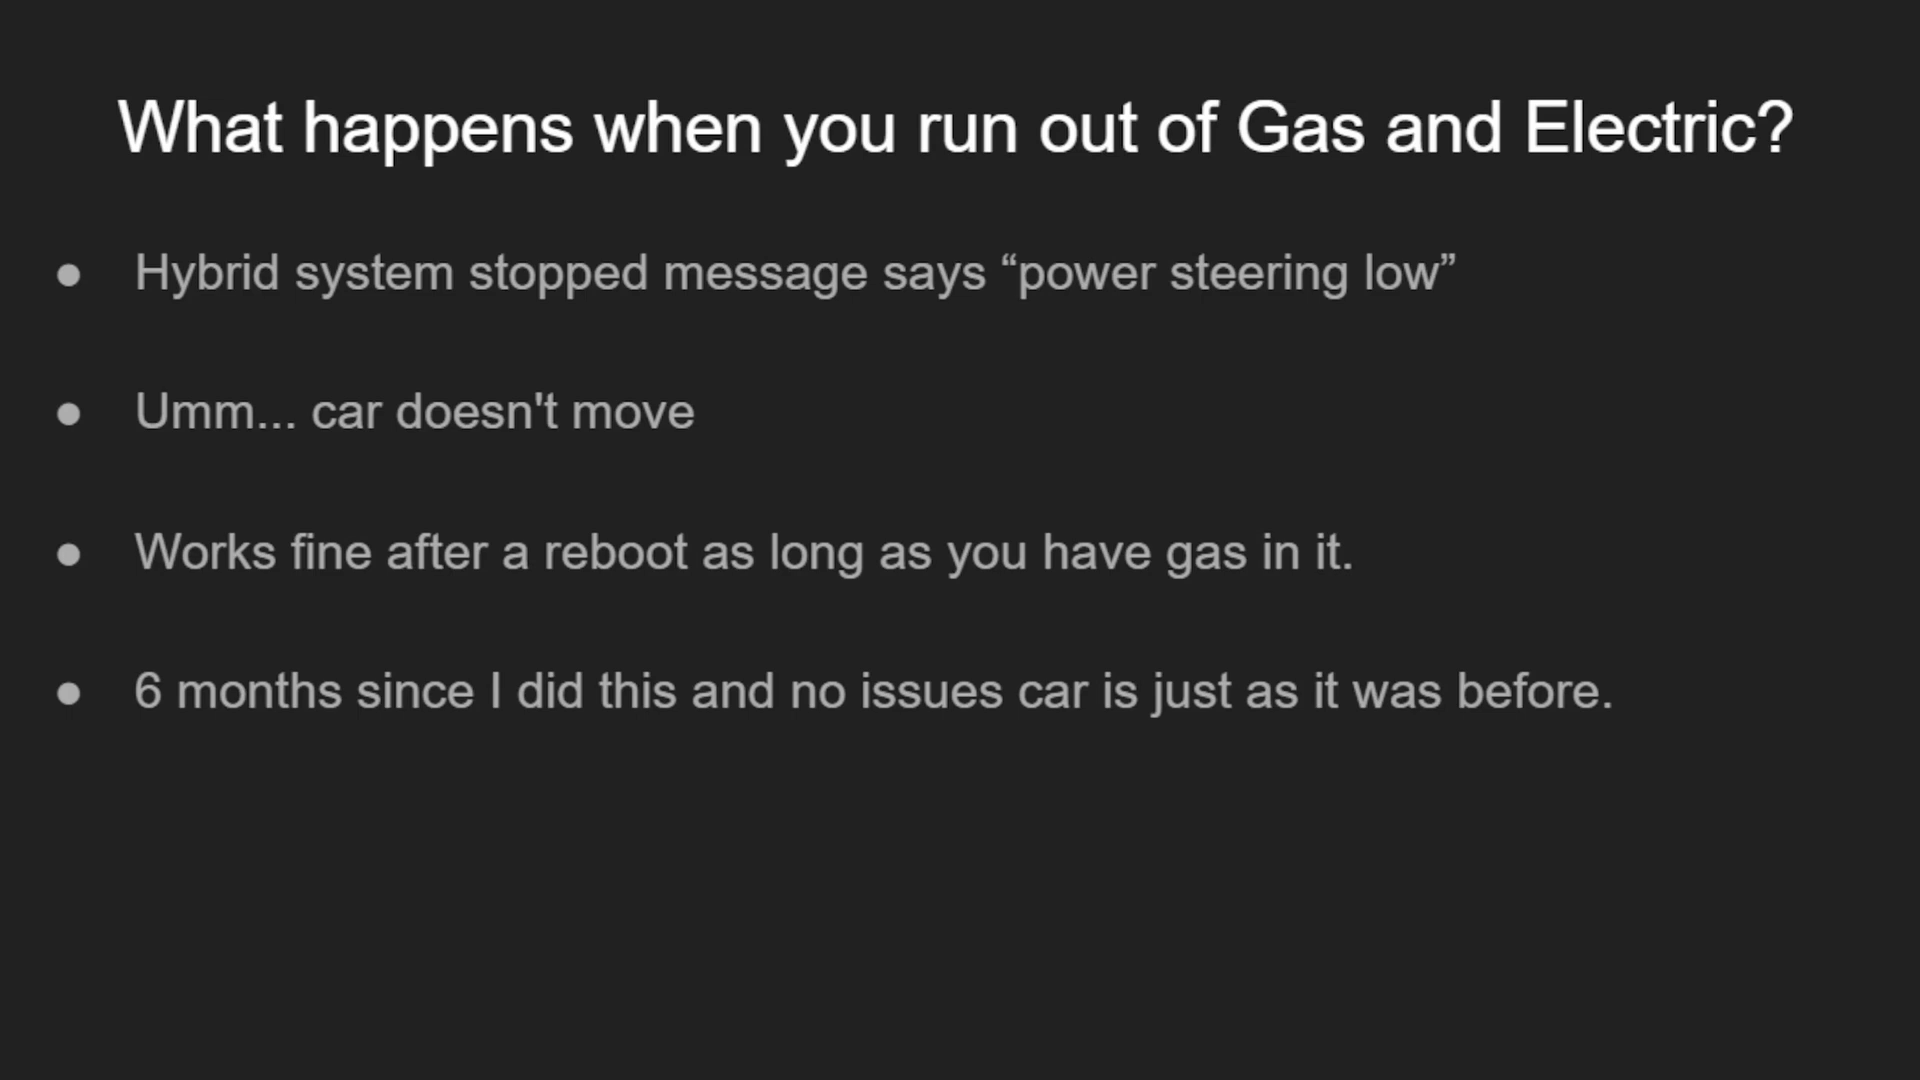 What happens when you run out of Gas and Electric?
● Hybrid system stopped message says “power steering low”
● Umm... car doesn't move
● Works fine after a reboot as long as you have gas in it.
● 6 months since I did this and no issues car is just as it was before.